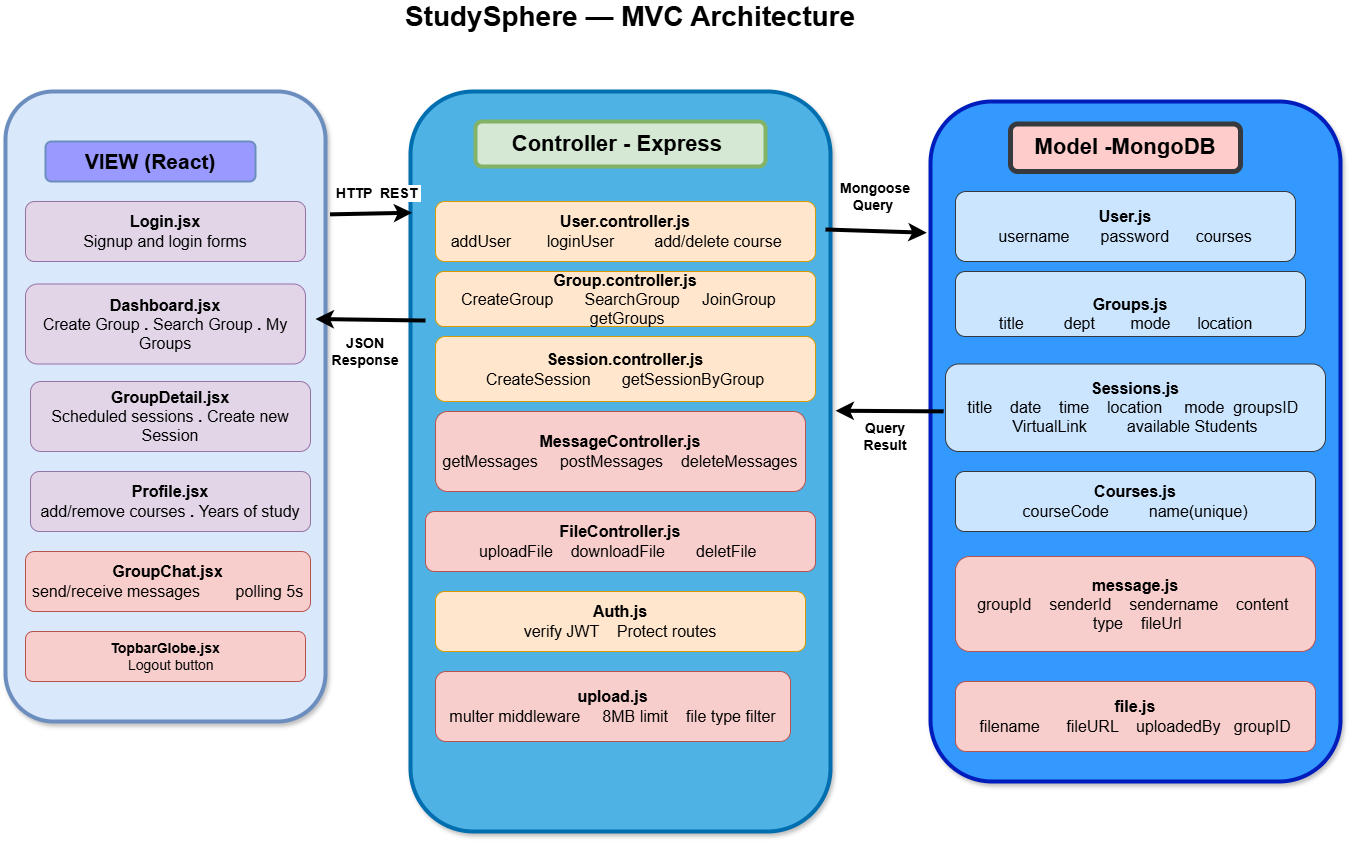 StudySphere — MVC Architecture
VIEW (React)
Login.jsx
Signup and login forms
Dashboard.jsx
Create Group . Search Group . My
Groups
GroupDetail.jsx
Scheduled sessions . Create new
Session
Profile.jsx
add/remove courses . Years of study
GroupChat.jsx
send/receive messages polling 5s
TopbarGlobe.jsx
Logout button
HTTP REST
JSON
Response
Controller - Express
User.controller.js
addUser loginUser add/delete course
Group.controller.js
CreateGroup SearchGroup JoinGroup
getGroups
Session.controller.js
CreateSession getSessionByGroup
MessageController.js
getMessages postMessages deleteMessages
FileController.js
uploadFile downloadFile deletFile
Auth.js
verify JWT Protect routes
upload.js
multer middleware 8MB limit file type filter
Mongoose
Query
Query
Result
Model -MongoDB
User.js
username password courses
Groups.js
title dept mode location
Sessions.js
title date time location mode groupsID
VirtualLink available Students
Courses.js
courseCode name(unique)
message.js
groupId senderId sendername content
type fileUrl
file.js
filename fileURL uploadedBy groupID